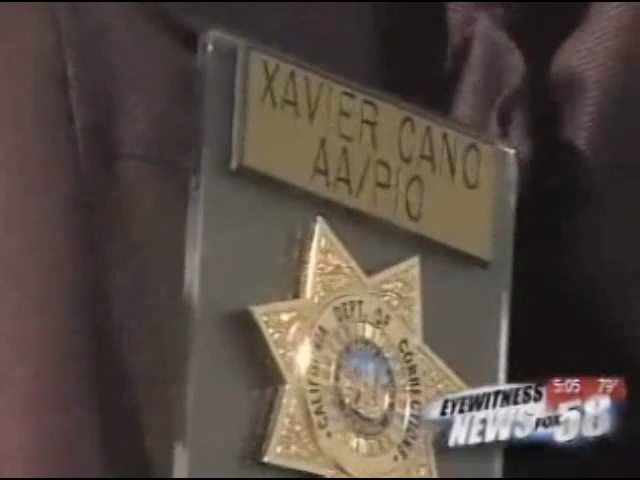 XAVIER CANO
AA/PIO
CALIFORNIA DEPT. OF CORRECTIONS
5:05 79°
EYEWITNESS
NEWS FOX 58